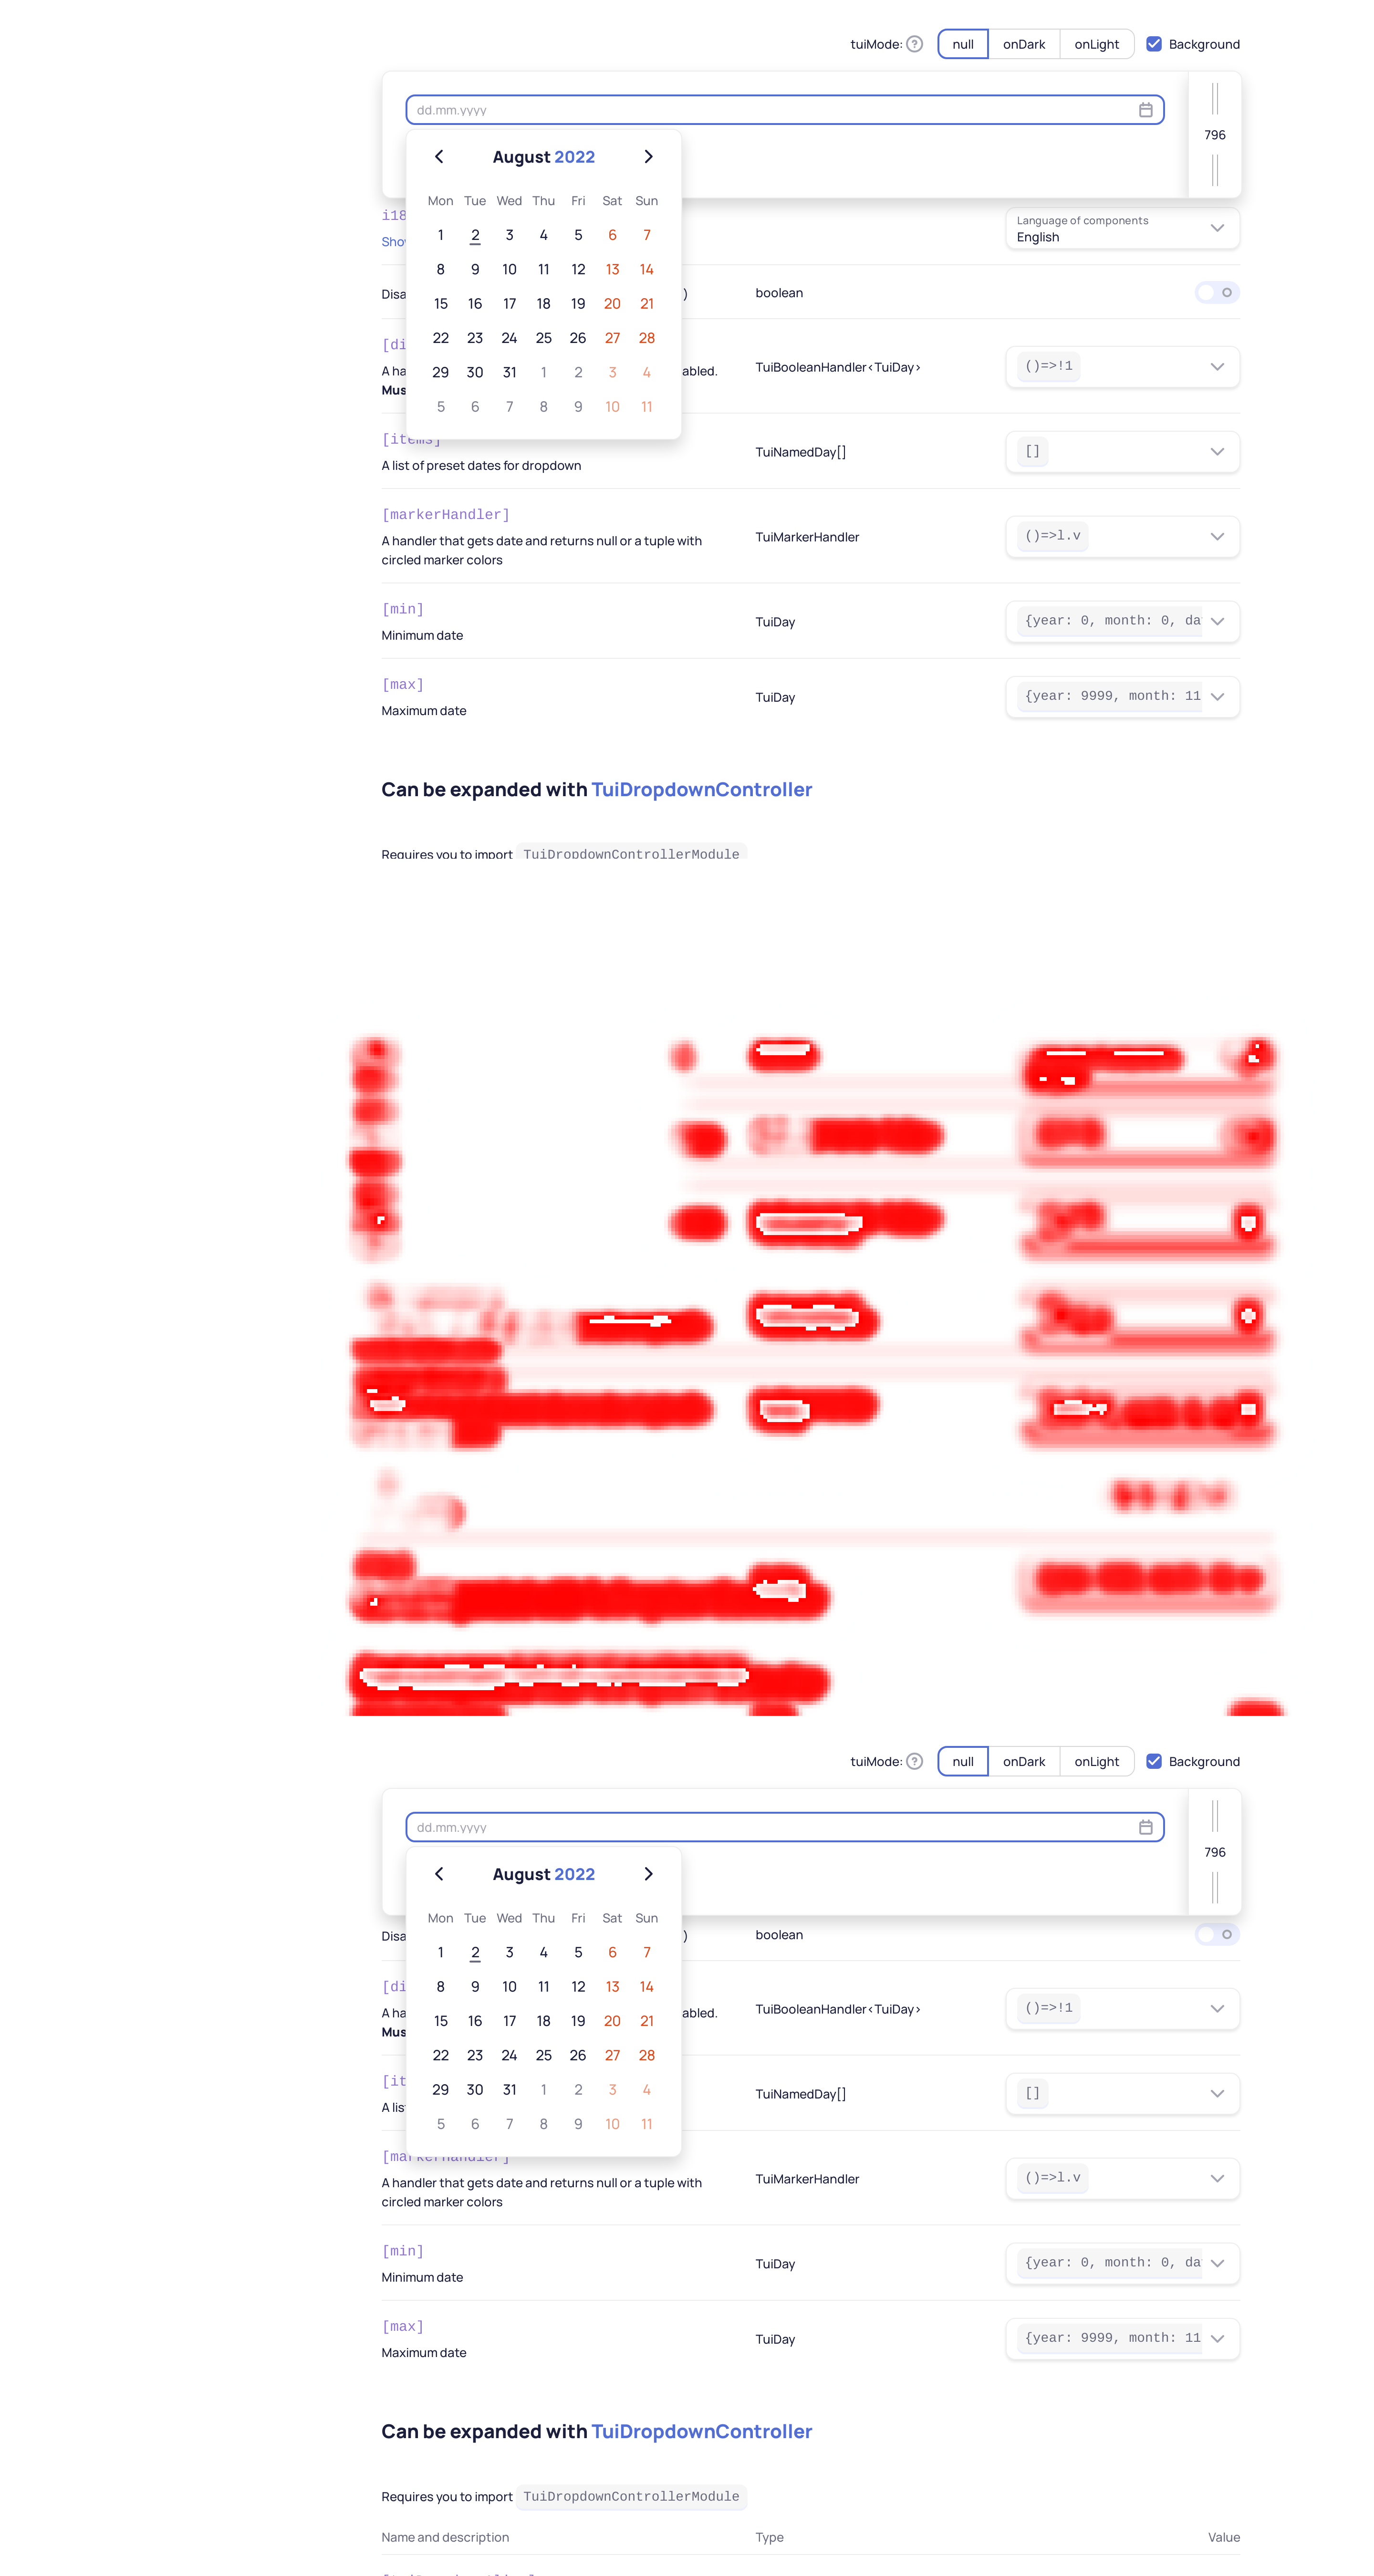 tuiMode: ? null onDark onLight Background
dd.mm.yyyy
796
August 2022
Mon Tue Wed Thu Fri Sat Sun
i18
Language of components
1 2 3 4 5 6 7
English
8 9 10 11 12 13 14
boolean
15 16 17 18 19 20 21
22 23 24 25 26 27 28
[di
29 30 31 1 2 3 4
abled.
TuiBooleanHandler<TuiDay>
()=>!1
5 6 7 8 9 10 11
[items]
A list of preset dates for dropdown
TuiNamedDay[]
[]
[markerHandler]
A handler that gets date and returns null or a tuple with
circled marker colors
TuiMarkerHandler
()=>l.v
[min]
Minimum date
TuiDay
{year: 0, month: 0, da
[max]
Maximum date
TuiDay
{year: 9999, month: 11
Can be expanded with TuiDropdownController
Requires you to import TuiDropdownControllerModule
tuiMode: ? null onDark onLight Background
dd.mm.yyyy
796
August 2022
Mon Tue Wed Thu Fri Sat Sun
boolean
1 2 3 4 5 6 7
8 9 10 11 12 13 14
[di
15 16 17 18 19 20 21
abled.
TuiBooleanHandler<TuiDay>
()=>!1
22 23 24 25 26 27 28
[it
29 30 31 1 2 3 4
TuiNamedDay[]
[]
5 6 7 8 9 10 11
[markerHandler]
A handler that gets date and returns null or a tuple with
circled marker colors
TuiMarkerHandler
()=>l.v
[min]
Minimum date
TuiDay
{year: 0, month: 0, da
[max]
Maximum date
TuiDay
{year: 9999, month: 11
Can be expanded with TuiDropdownController
Requires you to import TuiDropdownControllerModule
Name and description Type Value